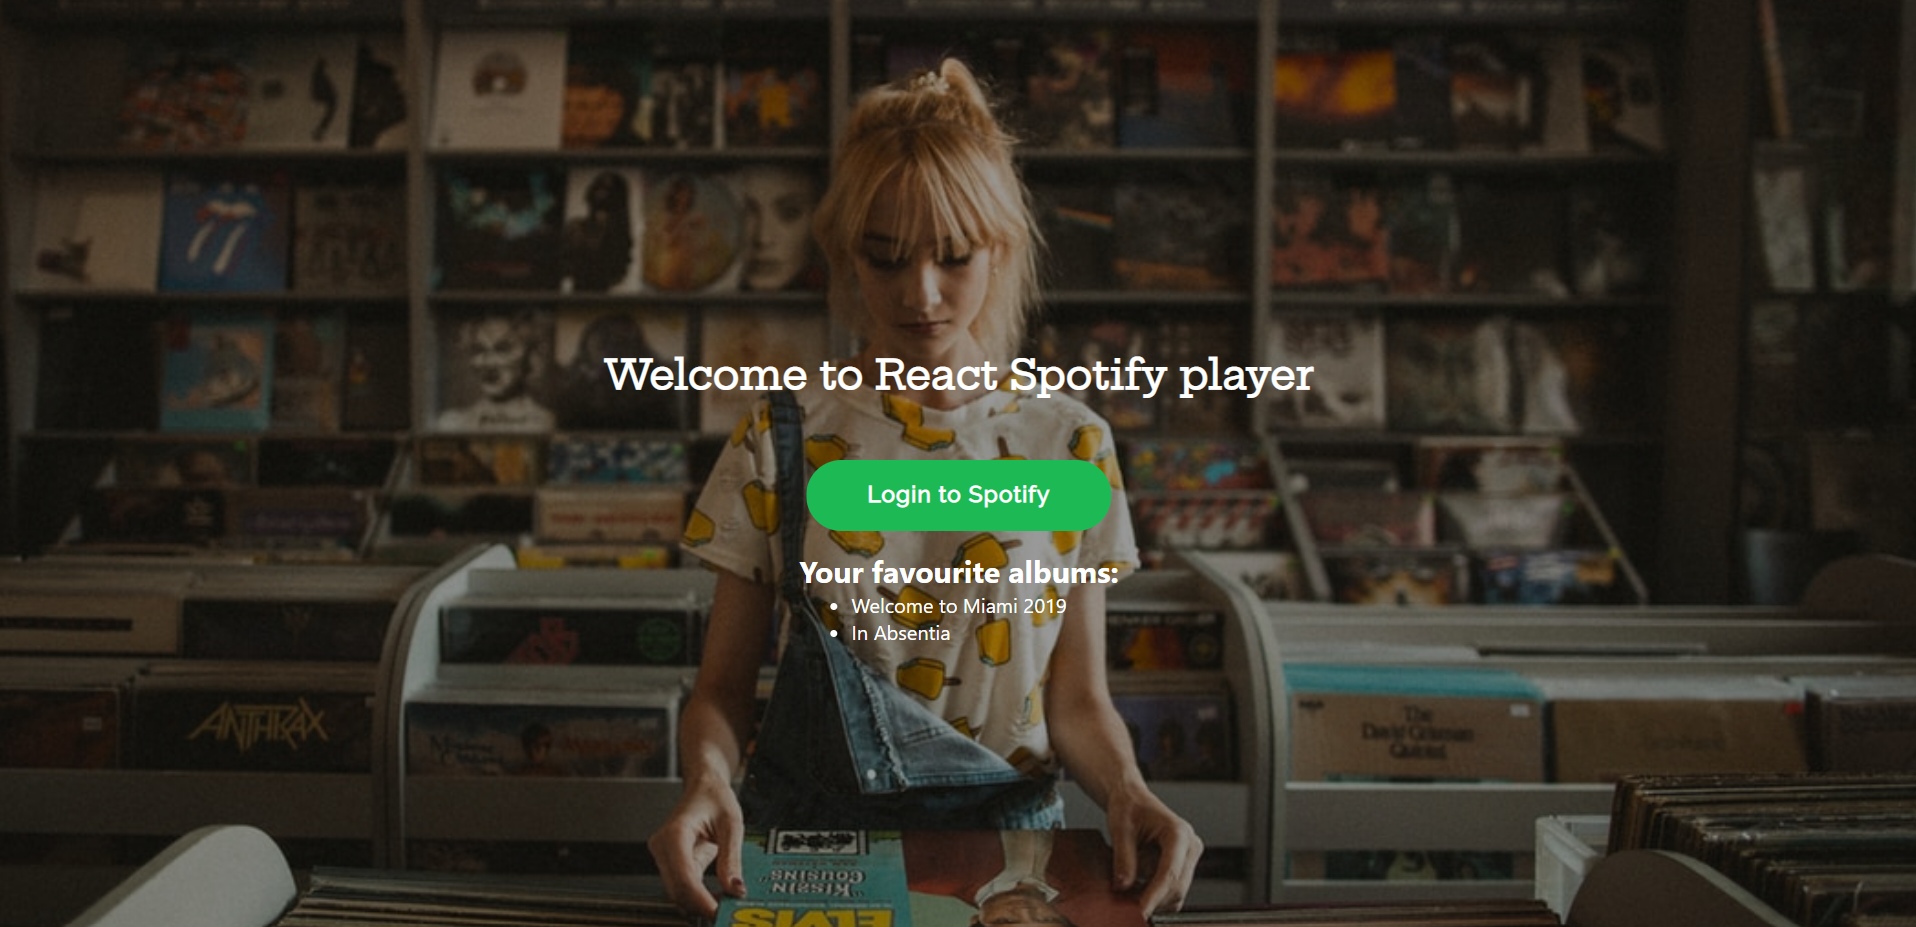 Welcome to React Spotify player
Login to Spotify
Your favourite albums:
• Welcome to Miami 2019
• In Absentia
ANTHRAX
The
David Grisman
Quintet
"KISSIN
COUSINS"
ELVIS